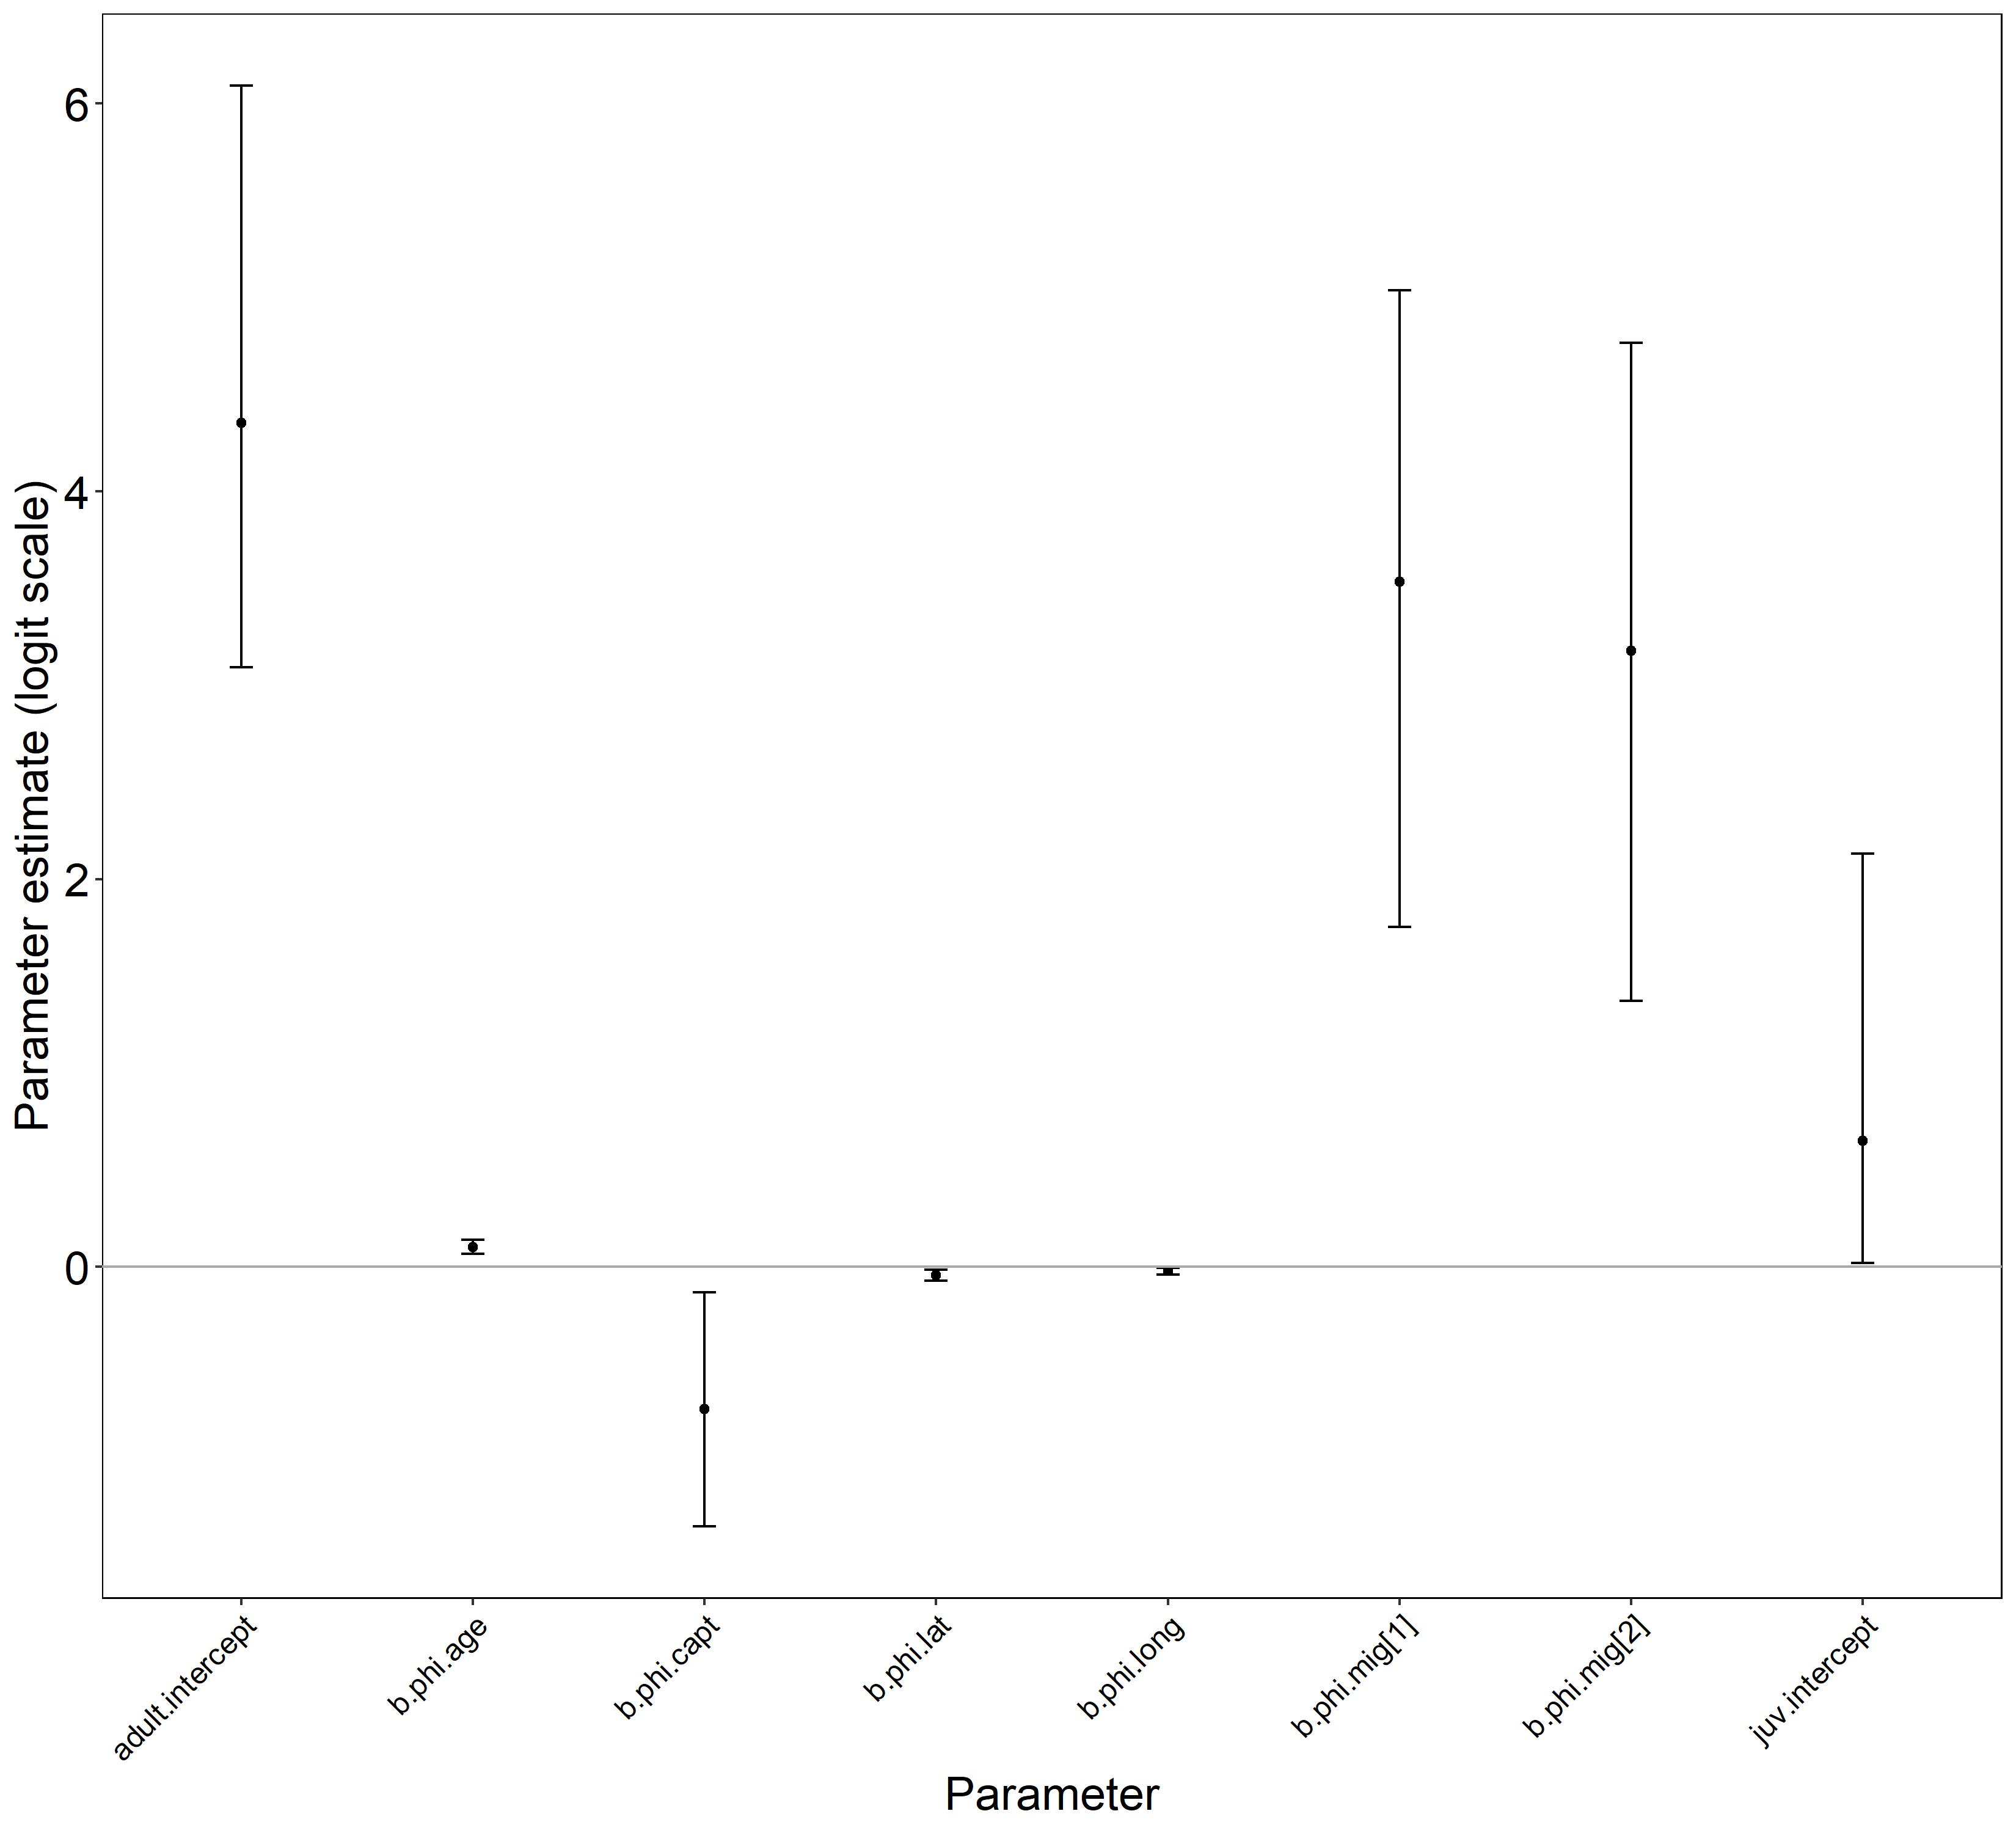 Parameter estimate (logit scale)
6
4
2
0
adult.intercept
b.phi.age
b.phi.capt
b.phi.lat
b.phi.long
b.phi.mig[1]
b.phi.mig[2]
juv.intercept
Parameter